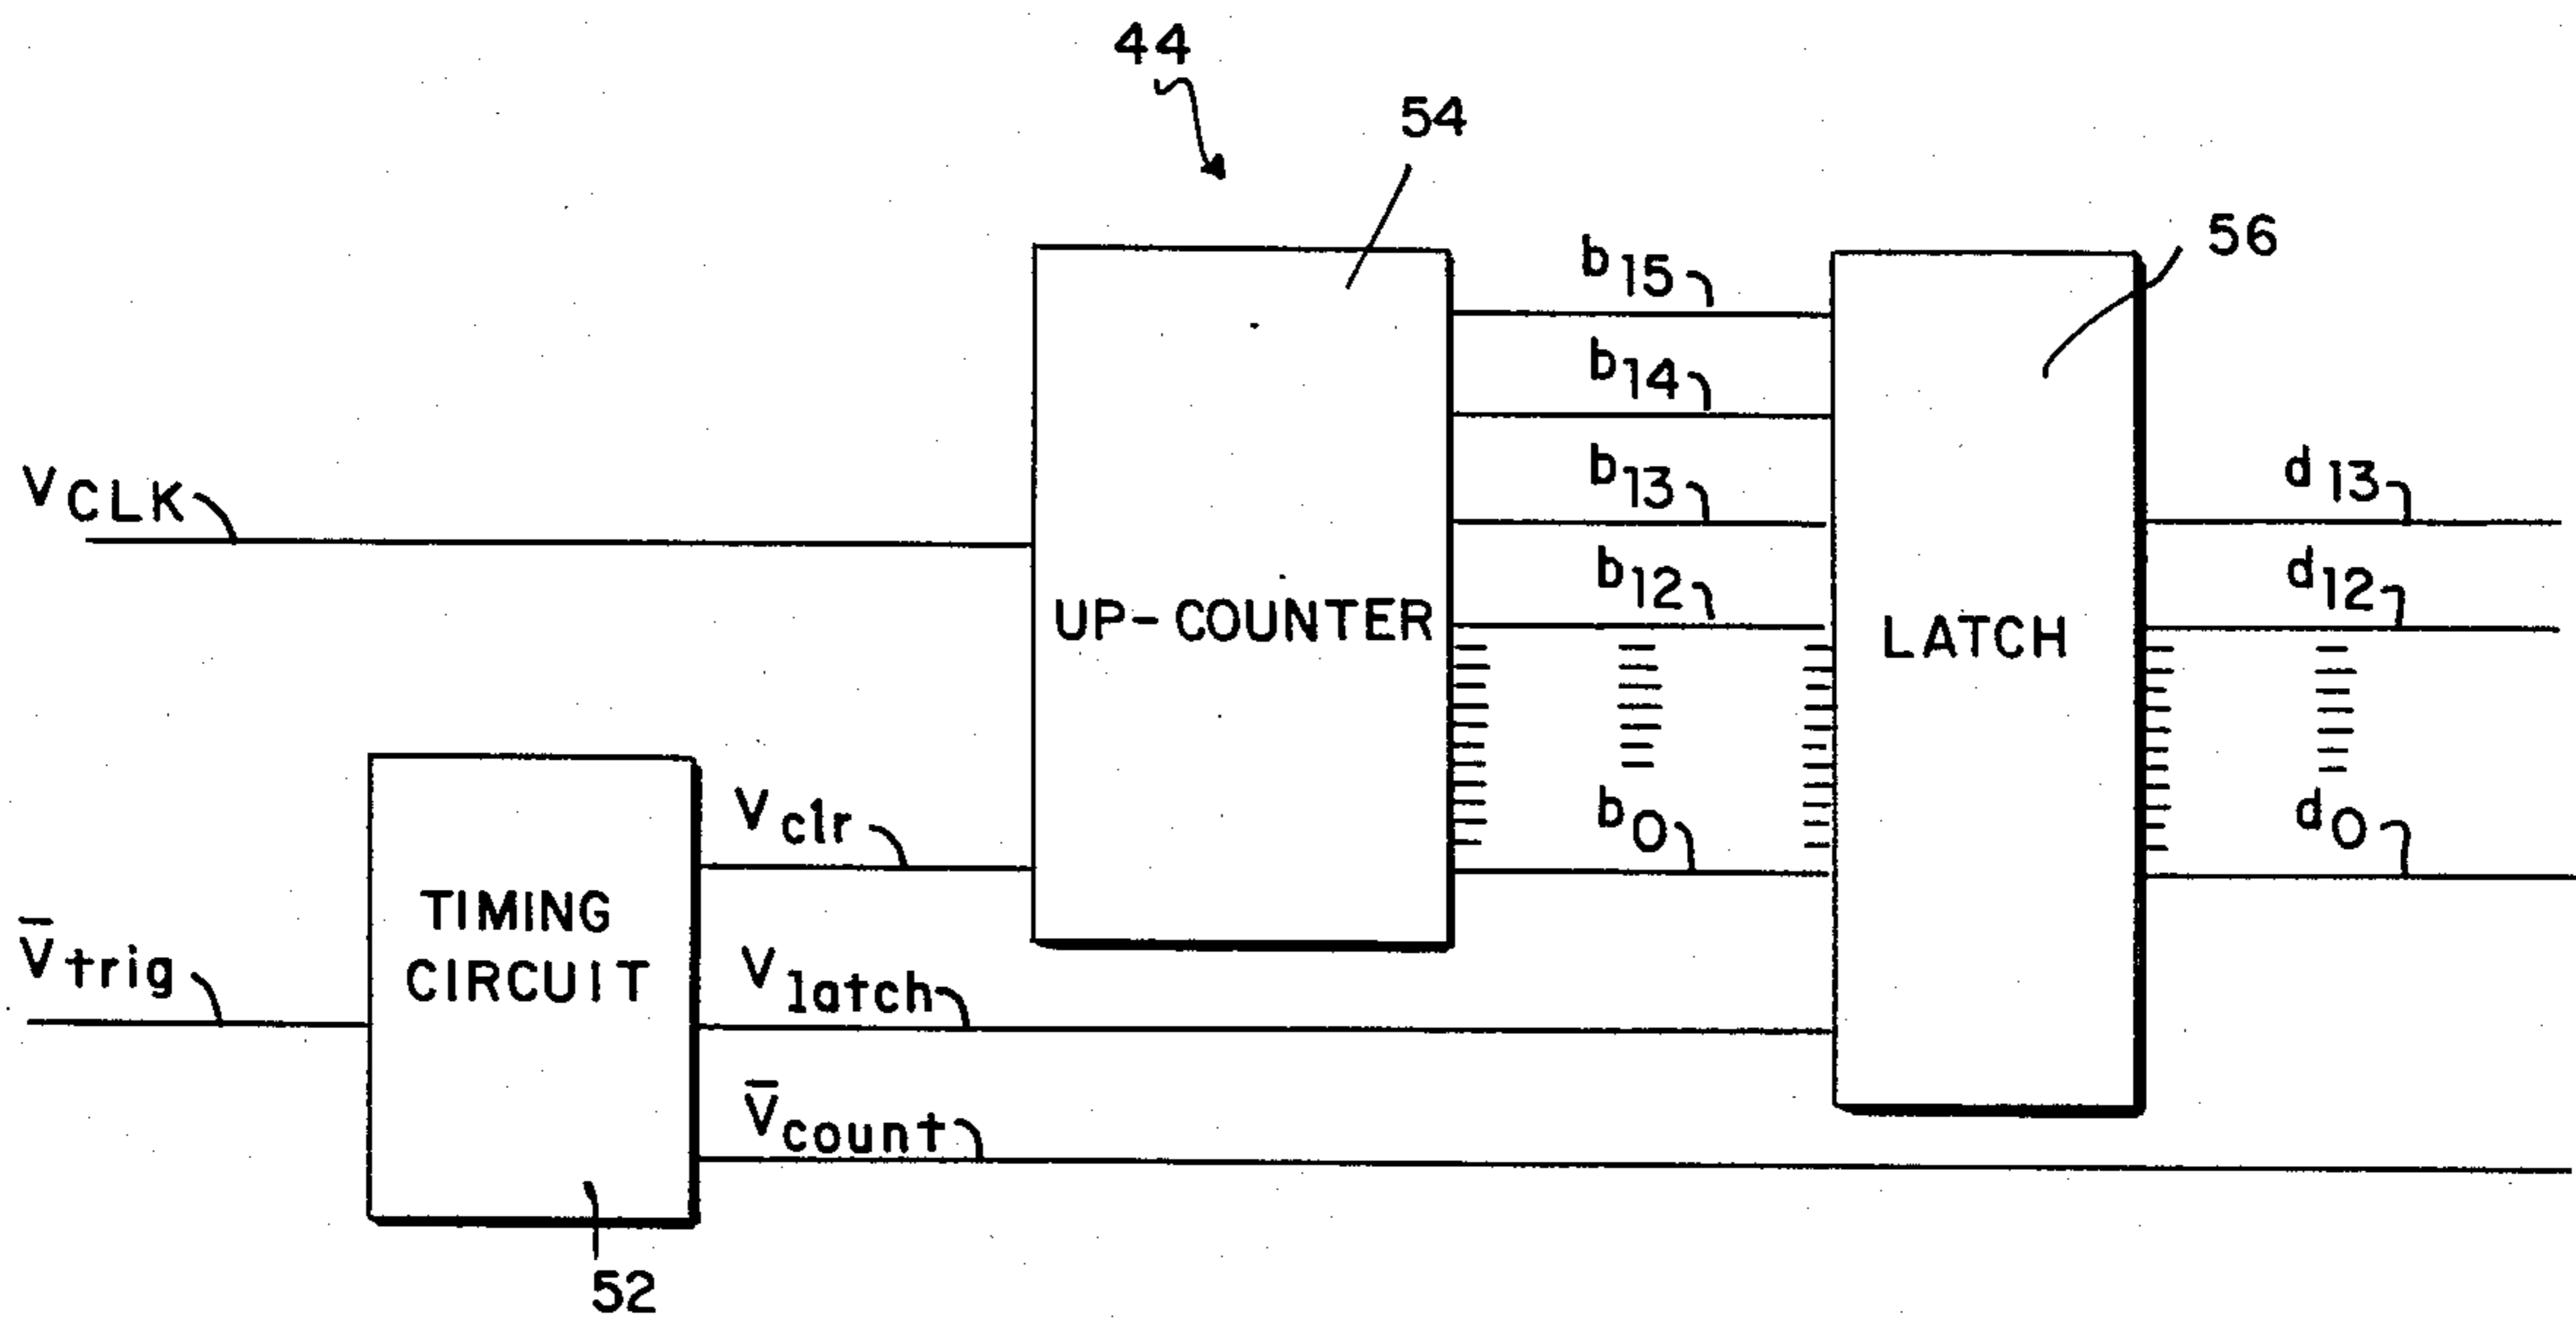 44
54
56
b15
b14
b13
b12
b0
d13
d12
d0
VCLK
UP-COUNTER
LATCH
Vclr
TIMING
CIRCUIT
V̄trig
Vlatch
V̄count
52